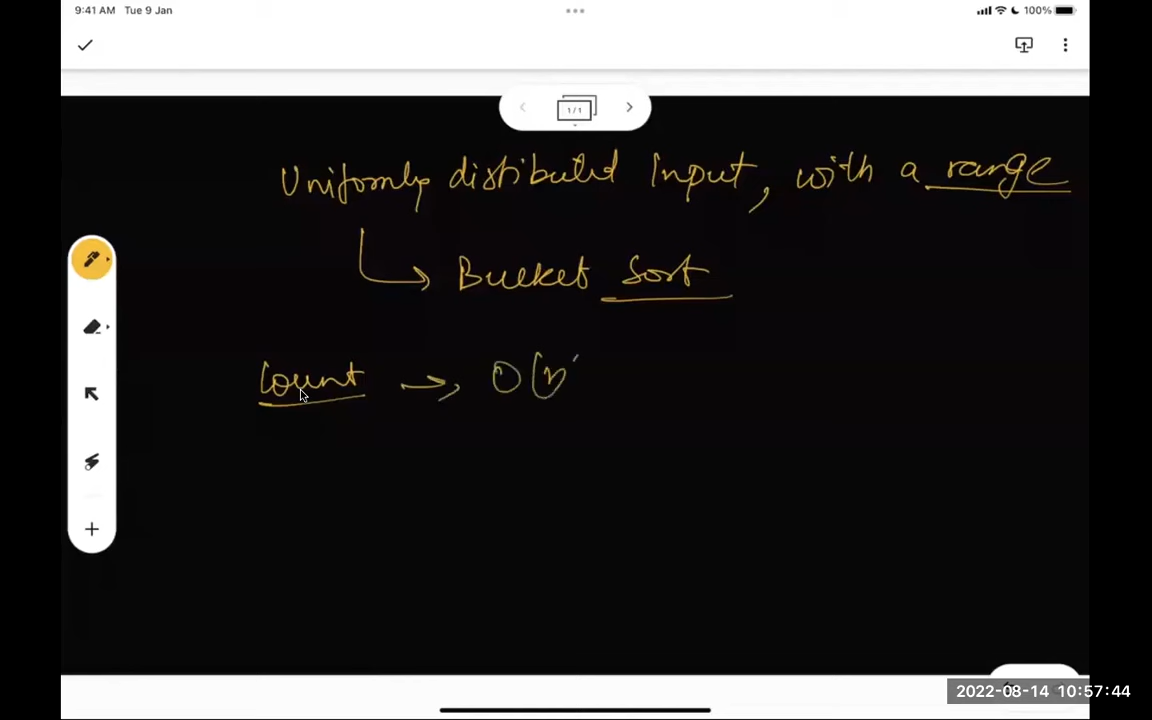 9:41 AM Tue 9 Jan
100%
1/1
Uniformly distibuted Input, with a range
Bucket Sort
Count → O(n
2022-08-14 10:57:44